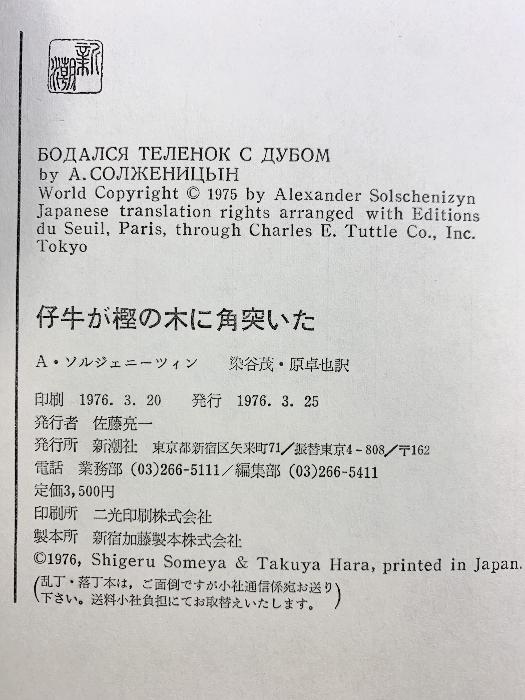 新潮
БОДАЛСЯ ТЕЛЕНОК С ДУБОМ
by А.СОЛЖЕНИЦЫН
World Copyright © 1975 by Alexander Solschenizyn
Japanese translation rights arranged with Editions
du Seuil, Paris, through Charles E. Tuttle Co., Inc.
Tokyo
仔牛が樫の木に角突いた
A・ソルジェニーツィン 染谷茂・原卓也訳
印刷 1976. 3. 20 発行 1976. 3. 25
発行者 佐藤亮一
発行所 新潮社 東京都新宿区矢来町71/振替東京4-808/〒162
電話 業務部 (03)266-5111/編集部 (03)266-5411
定価3,500円
印刷所 二光印刷株式会社
製本所 新宿加藤製本株式会社
©1976, Shigeru Someya & Takuya Hara, printed in Japan.
(乱丁・落丁本は、ご面倒ですが小社通信係宛お送り
下さい。送料小社負担にてお取替えいたします。)